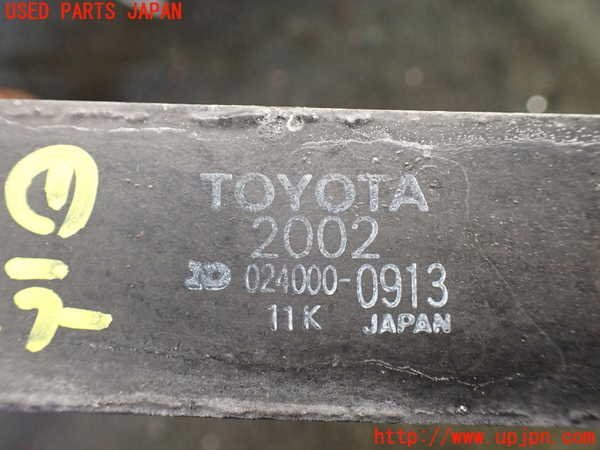 USED PARTS JAPAN
TOYOTA
2002
024000-0913
11K JAPAN
http://www.upjpn.com/